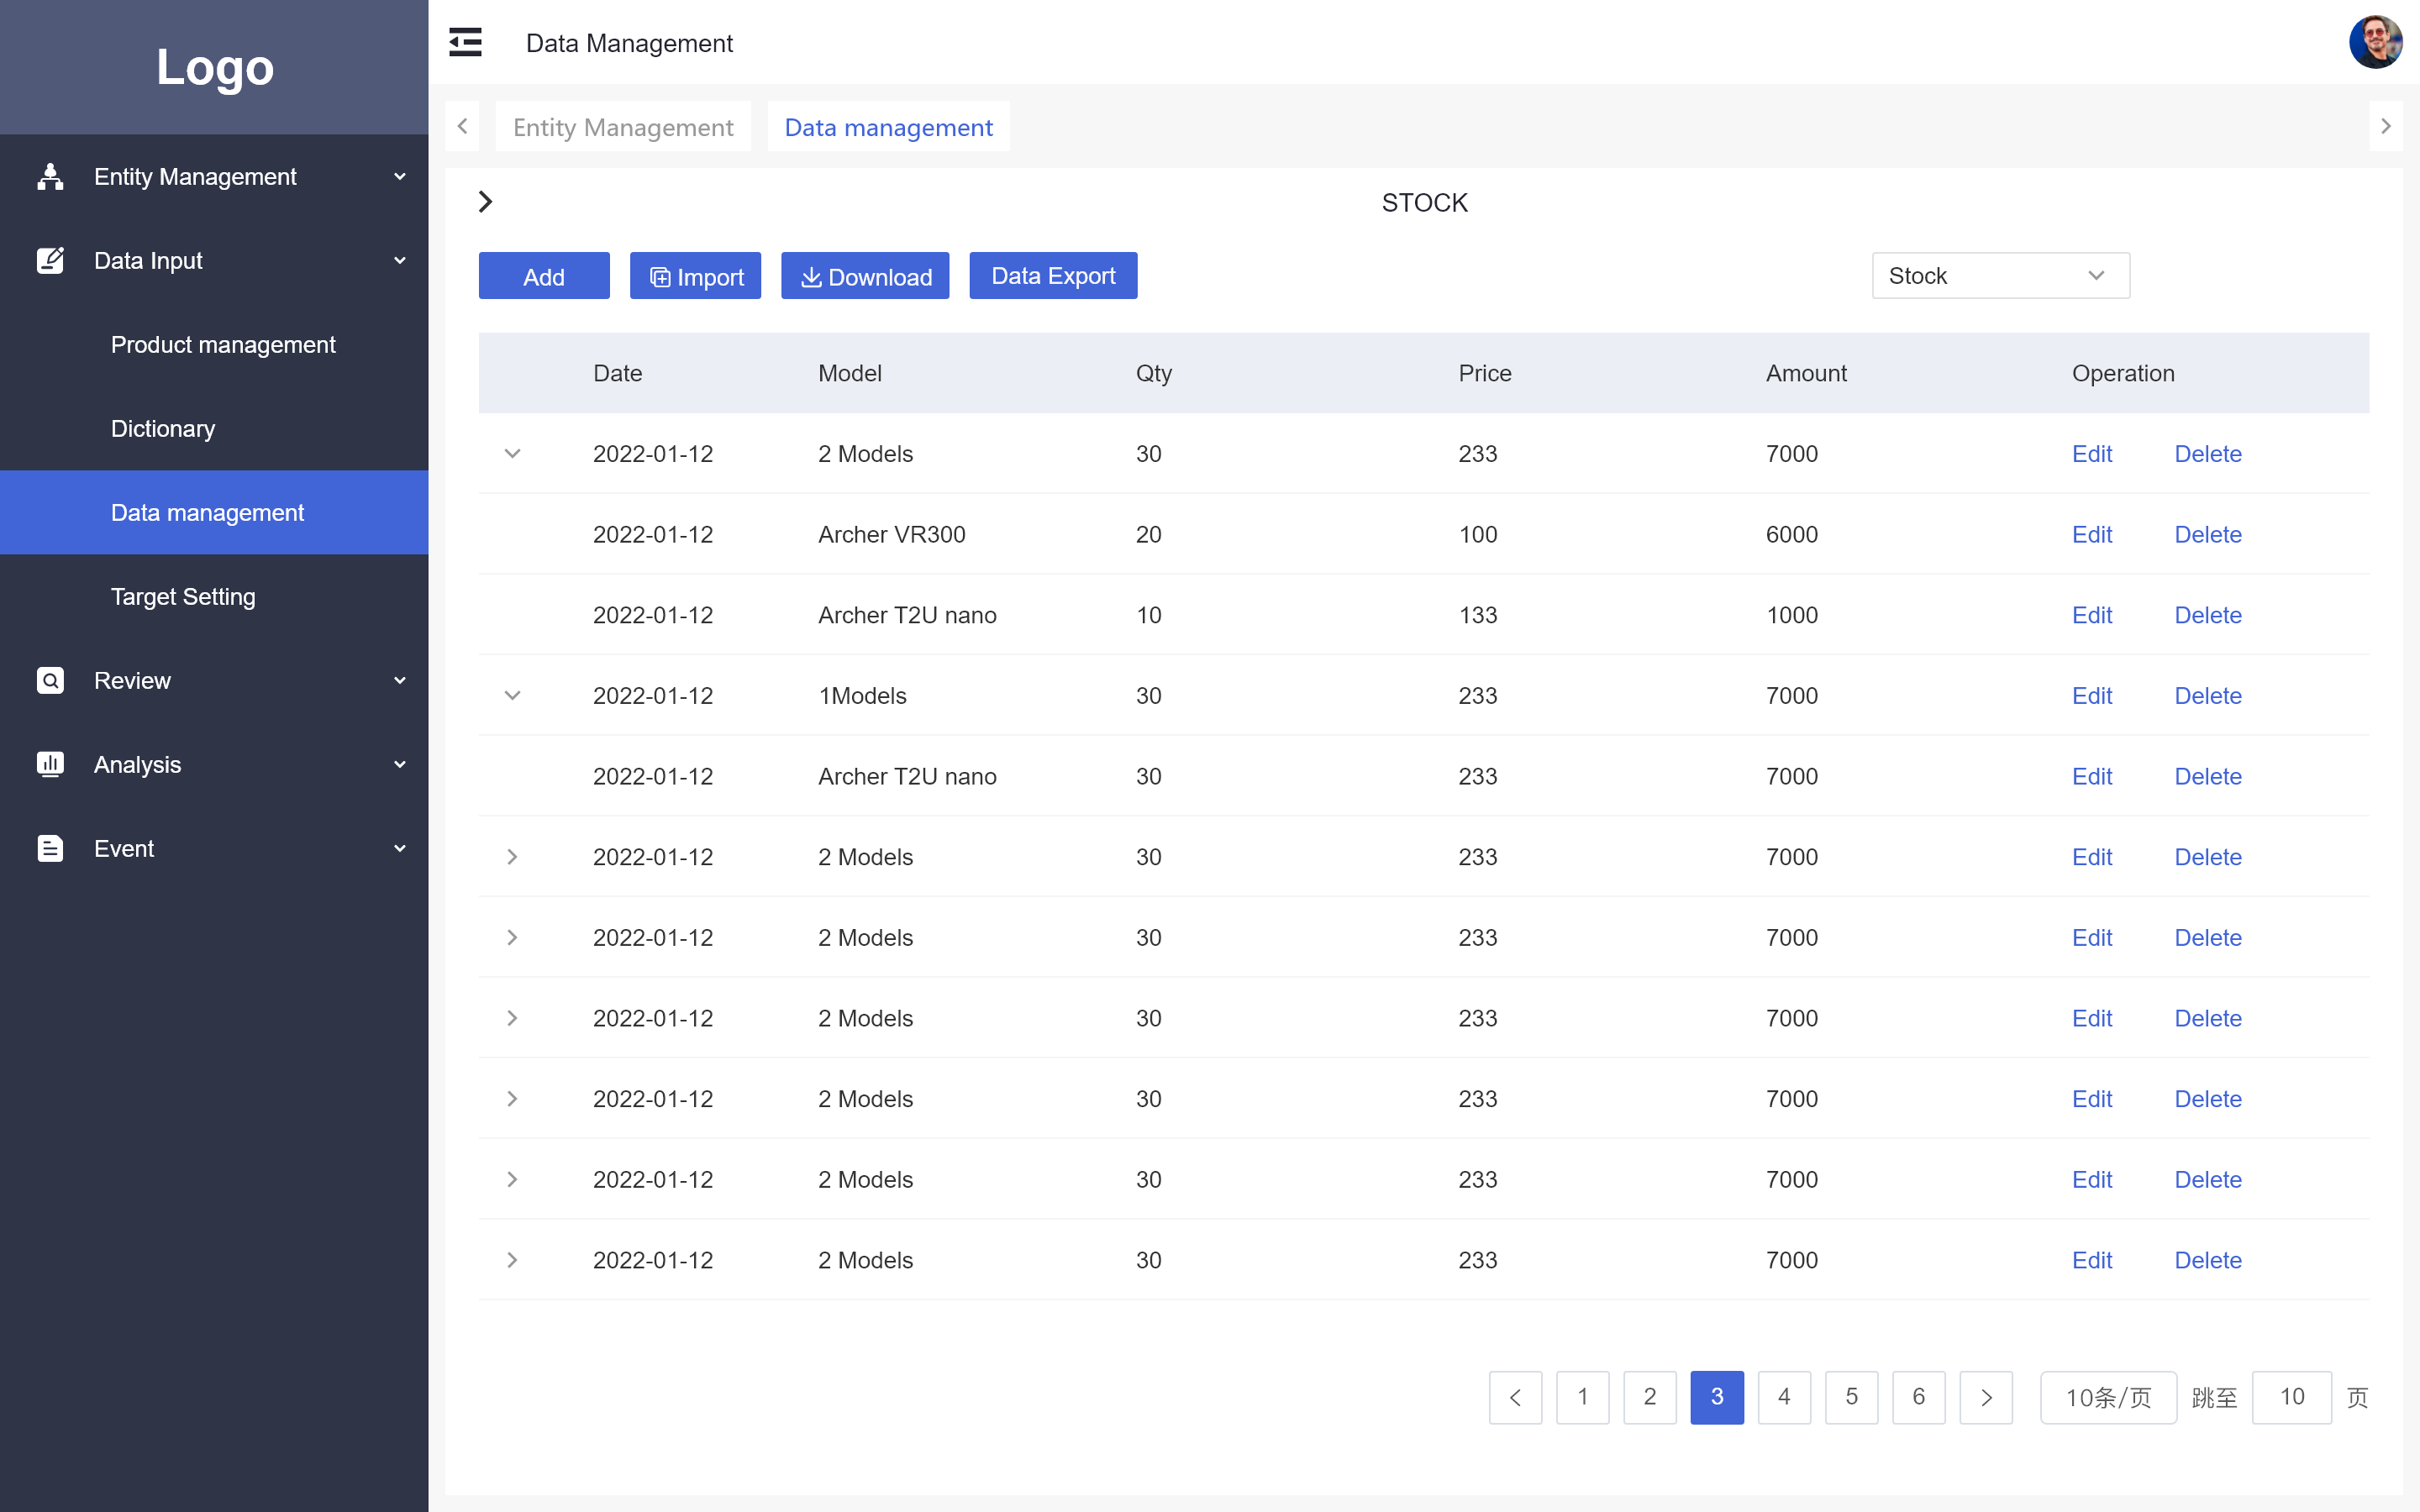 Logo
Entity Management
Data Input
Product management
Dictionary
Data management
Target Setting
Review
Analysis
Event
Data Management
Entity Management Data management
STOCK
Add Import Download Data Export Stock
Date Model Qty Price Amount Operation
2022-01-12 2 Models 30 233 7000 Edit Delete
2022-01-12 Archer VR300 20 100 6000 Edit Delete
2022-01-12 Archer T2U nano 10 133 1000 Edit Delete
2022-01-12 1Models 30 233 7000 Edit Delete
2022-01-12 Archer T2U nano 30 233 7000 Edit Delete
2022-01-12 2 Models 30 233 7000 Edit Delete
2022-01-12 2 Models 30 233 7000 Edit Delete
2022-01-12 2 Models 30 233 7000 Edit Delete
2022-01-12 2 Models 30 233 7000 Edit Delete
2022-01-12 2 Models 30 233 7000 Edit Delete
2022-01-12 2 Models 30 233 7000 Edit Delete
1 2 3 4 5 6 10条/页 跳至 10 页